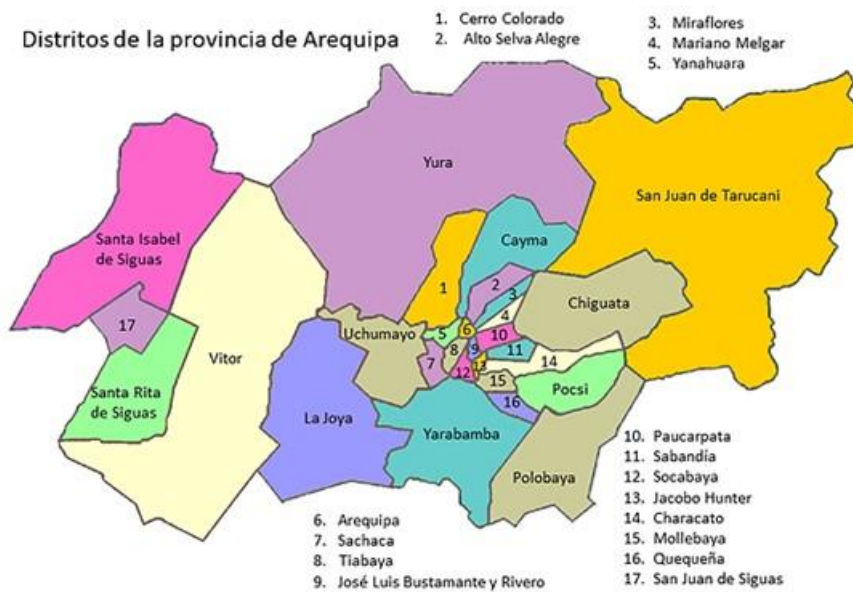 Distritos de la provincia de Arequipa
1. Cerro Colorado
2. Alto Selva Alegre
3. Miraflores
4. Mariano Melgar
5. Yanahuara
Yura
San Juan de Tarucani
Santa Isabel
de Siguas
Cayma
1
2
3
4
Chiguata
17
Uchumayo
5
6
10
9
Vitor
7
8
11
14
12
13
15
Pocsi
Santa Rita
de Siguas
16
La Joya
Yarabamba
Polobaya
6. Arequipa
7. Sachaca
8. Tiabaya
9. José Luis Bustamante y Rivero
10. Paucarpata
11. Sabandía
12. Socabaya
13. Jacobo Hunter
14. Characato
15. Mollebaya
16. Quequeña
17. San Juan de Siguas